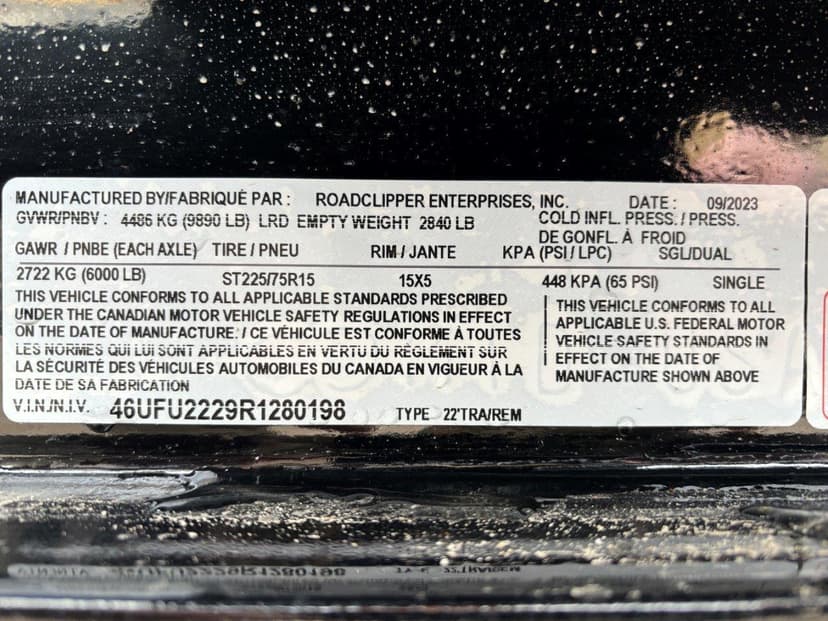 MANUFACTURED BY/FABRIQUÉ PAR : ROADCLIPPER ENTERPRISES, INC. DATE : 09/2023
GVWR/PNBV : 4486 KG (9890 LB) LRD EMPTY WEIGHT 2840 LB COLD INFL. PRESS. / PRESS.
DE GONFL. À FROID
GAWR / PNBE (EACH AXLE) TIRE / PNEU RIM / JANTE KPA (PSI / LPC) SGL/DUAL
2722 KG (6000 LB) ST225/75R15 15X5 448 KPA (65 PSI) SINGLE
THIS VEHICLE CONFORMS TO ALL APPLICABLE STANDARDS PRESCRIBED
UNDER THE CANADIAN MOTOR VEHICLE SAFETY REGULATIONS IN EFFECT
ON THE DATE OF MANUFACTURE. / CE VÉHICULE EST CONFORME À TOUTES
LES NORMES QUI LUI SONT APPLICABLES EN VERTU DU RÈGLEMENT SUR
LA SÉCURITÉ DES VÉHICULES AUTOMOBILES DU CANADA EN VIGUEUR À LA
DATE DE SA FABRICATION
THIS VEHICLE CONFORMS TO ALL
APPLICABLE U.S. FEDERAL MOTOR
VEHICLE SAFETY STANDARDS IN
EFFECT ON THE DATE OF
MANUFACTURE SHOWN ABOVE
V.I.N./N.I.V. 46UFU2229R1280198 TYPE 22'TRA/REM